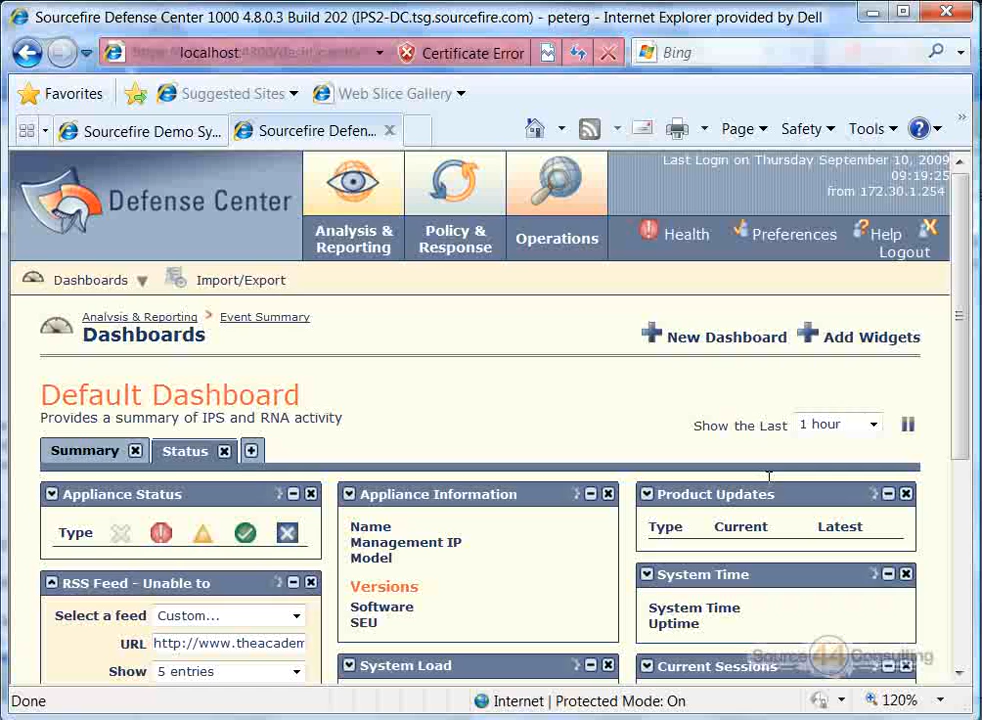 Sourcefire Defense Center 1000 4.8.0.3 Build 202 (IPS2-DC.tsg.sourcefire.com) - peterg - Internet Explorer provided by Dell
localhost: Certificate Error Bing
Favorites Suggested Sites Web Slice Gallery
Sourcefire Demo Sy... Sourcefire Defen... Page Safety Tools
Last Login on Thursday September 10, 2009
09:19:25
from 172.30.1.254
Defense Center
Analysis & Reporting
Policy & Response
Operations
Health Preferences Help
Logout
Dashboards Import/Export
Analysis & Reporting > Event Summary
Dashboards
New Dashboard Add Widgets
Default Dashboard
Provides a summary of IPS and RNA activity
Show the Last 1 hour
Summary Status
Appliance Status
Type
RSS Feed - Unable to
Select a feed Custom...
URL http://www.theacadem
Show 5 entries
Appliance Information
Name
Management IP
Model
Versions
Software
SEU
System Load
Product Updates
Type Current Latest
System Time
System Time
Uptime
Current Sessions
Source 44 Consulting
Done Internet | Protected Mode: On 120%